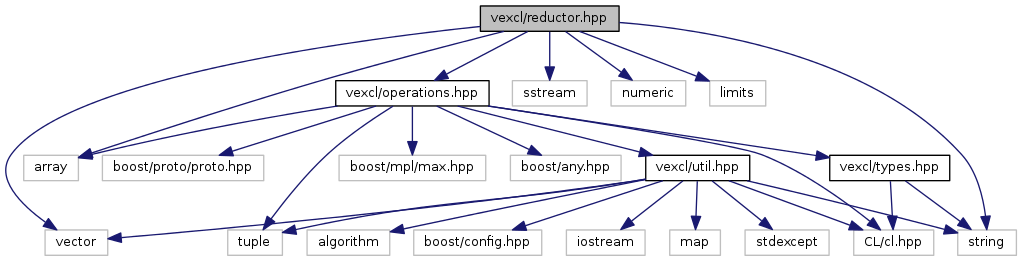 vexcl/reductor.hpp
vexcl/operations.hpp
sstream
numeric
limits
array
boost/proto/proto.hpp
boost/mpl/max.hpp
boost/any.hpp
vexcl/util.hpp
vexcl/types.hpp
vector
tuple
algorithm
boost/config.hpp
iostream
map
stdexcept
CL/cl.hpp
string